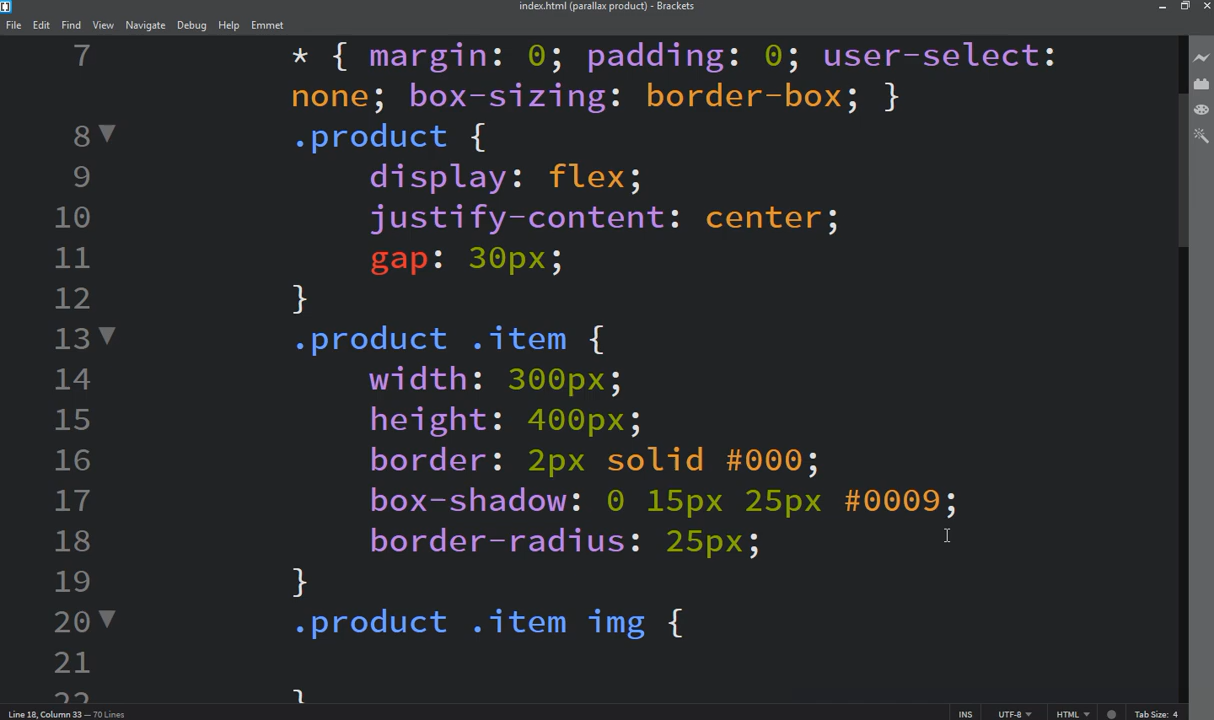 index.html (parallax product) - Brackets
File Edit Find View Navigate Debug Help Emmet
7 * { margin: 0; padding: 0; user-select:
none; box-sizing: border-box; }
8 .product {
9 display: flex;
10 justify-content: center;
11 gap: 30px;
12 }
13 .product .item {
14 width: 300px;
15 height: 400px;
16 border: 2px solid #000;
17 box-shadow: 0 15px 25px #0009;
18 border-radius: 25px;
19 }
20 .product .item img {
21
22 }
Line 18, Column 33 — 70 Lines INS UTF-8 HTML Tab Size: 4